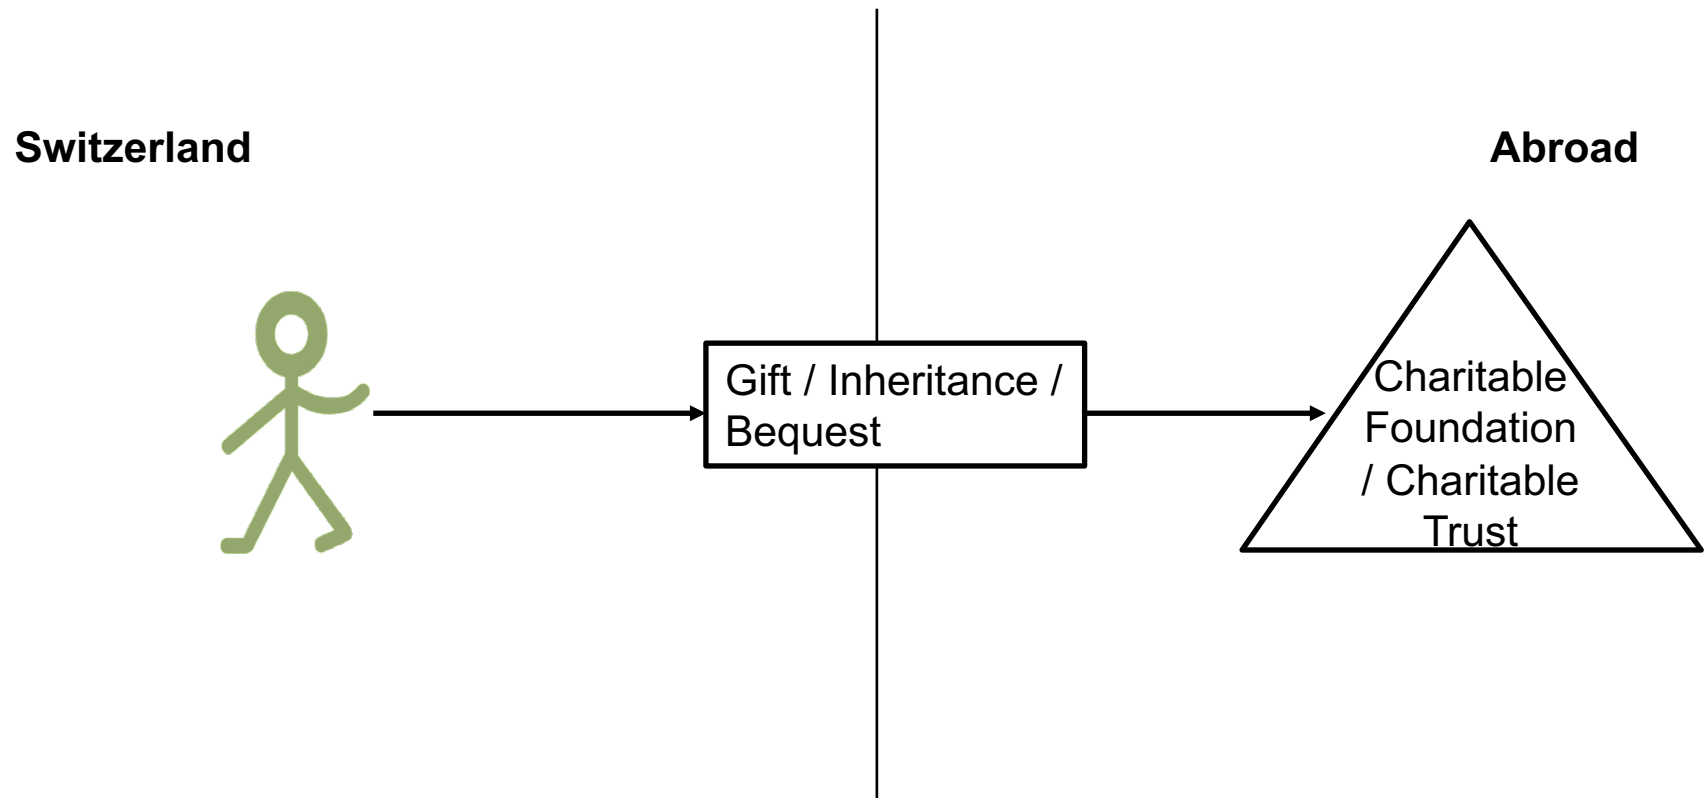 Switzerland
Abroad
Gift / Inheritance /
Bequest
Charitable
Foundation
/ Charitable
Trust